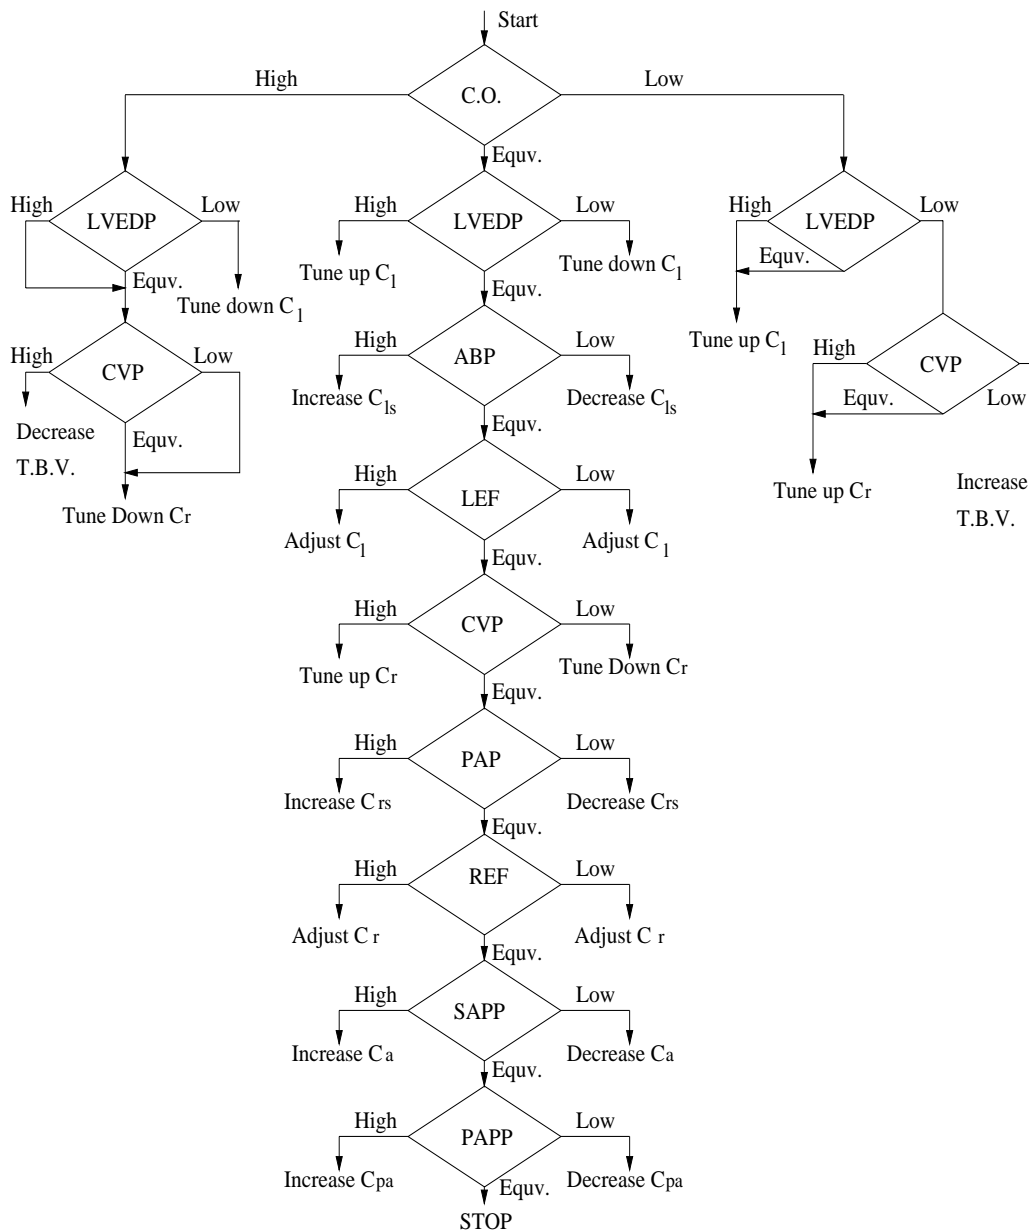 Start
High
C.O.
Low
Equv.
High
LVEDP
Low
Equv.
Tune down C1
High
CVP
Low
Equv.
Decrease
T.B.V.
Tune Down Cr
High
LVEDP
Low
Tune up C1
Tune down C1
Equv.
High
ABP
Low
Increase Cls
Decrease Cls
Equv.
High
LEF
Low
Adjust C1
Adjust C1
Equv.
High
CVP
Low
Tune up Cr
Tune Down Cr
Equv.
High
PAP
Low
Increase Crs
Decrease Crs
Equv.
High
REF
Low
Adjust Cr
Adjust Cr
Equv.
High
SAPP
Low
Increase Ca
Decrease Ca
Equv.
High
PAPP
Low
Increase Cpa
Decrease Cpa
Equv.
STOP
High
LVEDP
Low
Equv.
Tune up C1
High
CVP
Low
Equv.
Tune up Cr
Increase
T.B.V.